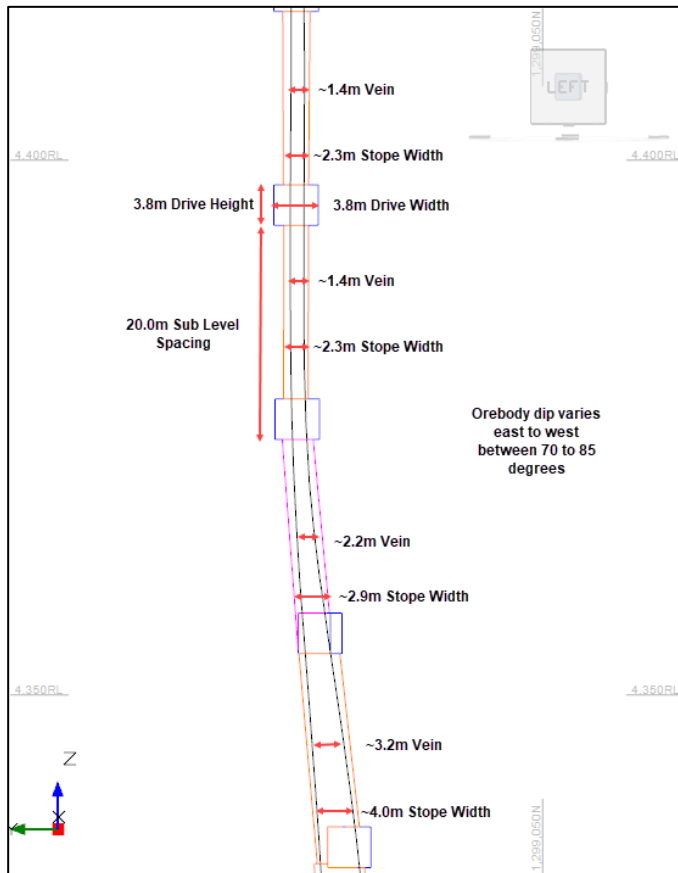 1,299,050N
LEFT
~1.4m Vein
~2.3m Stope Width
4,400RL
4,400RL
3.8m Drive Height
3.8m Drive Width
~1.4m Vein
20.0m Sub Level
Spacing
~2.3m Stope Width
Orebody dip varies
east to west
between 70 to 85
degrees
~2.2m Vein
~2.9m Stope Width
4,350RL
4,350RL
~3.2m Vein
Z
~4.0m Stope Width
X
Y
1,299,050N